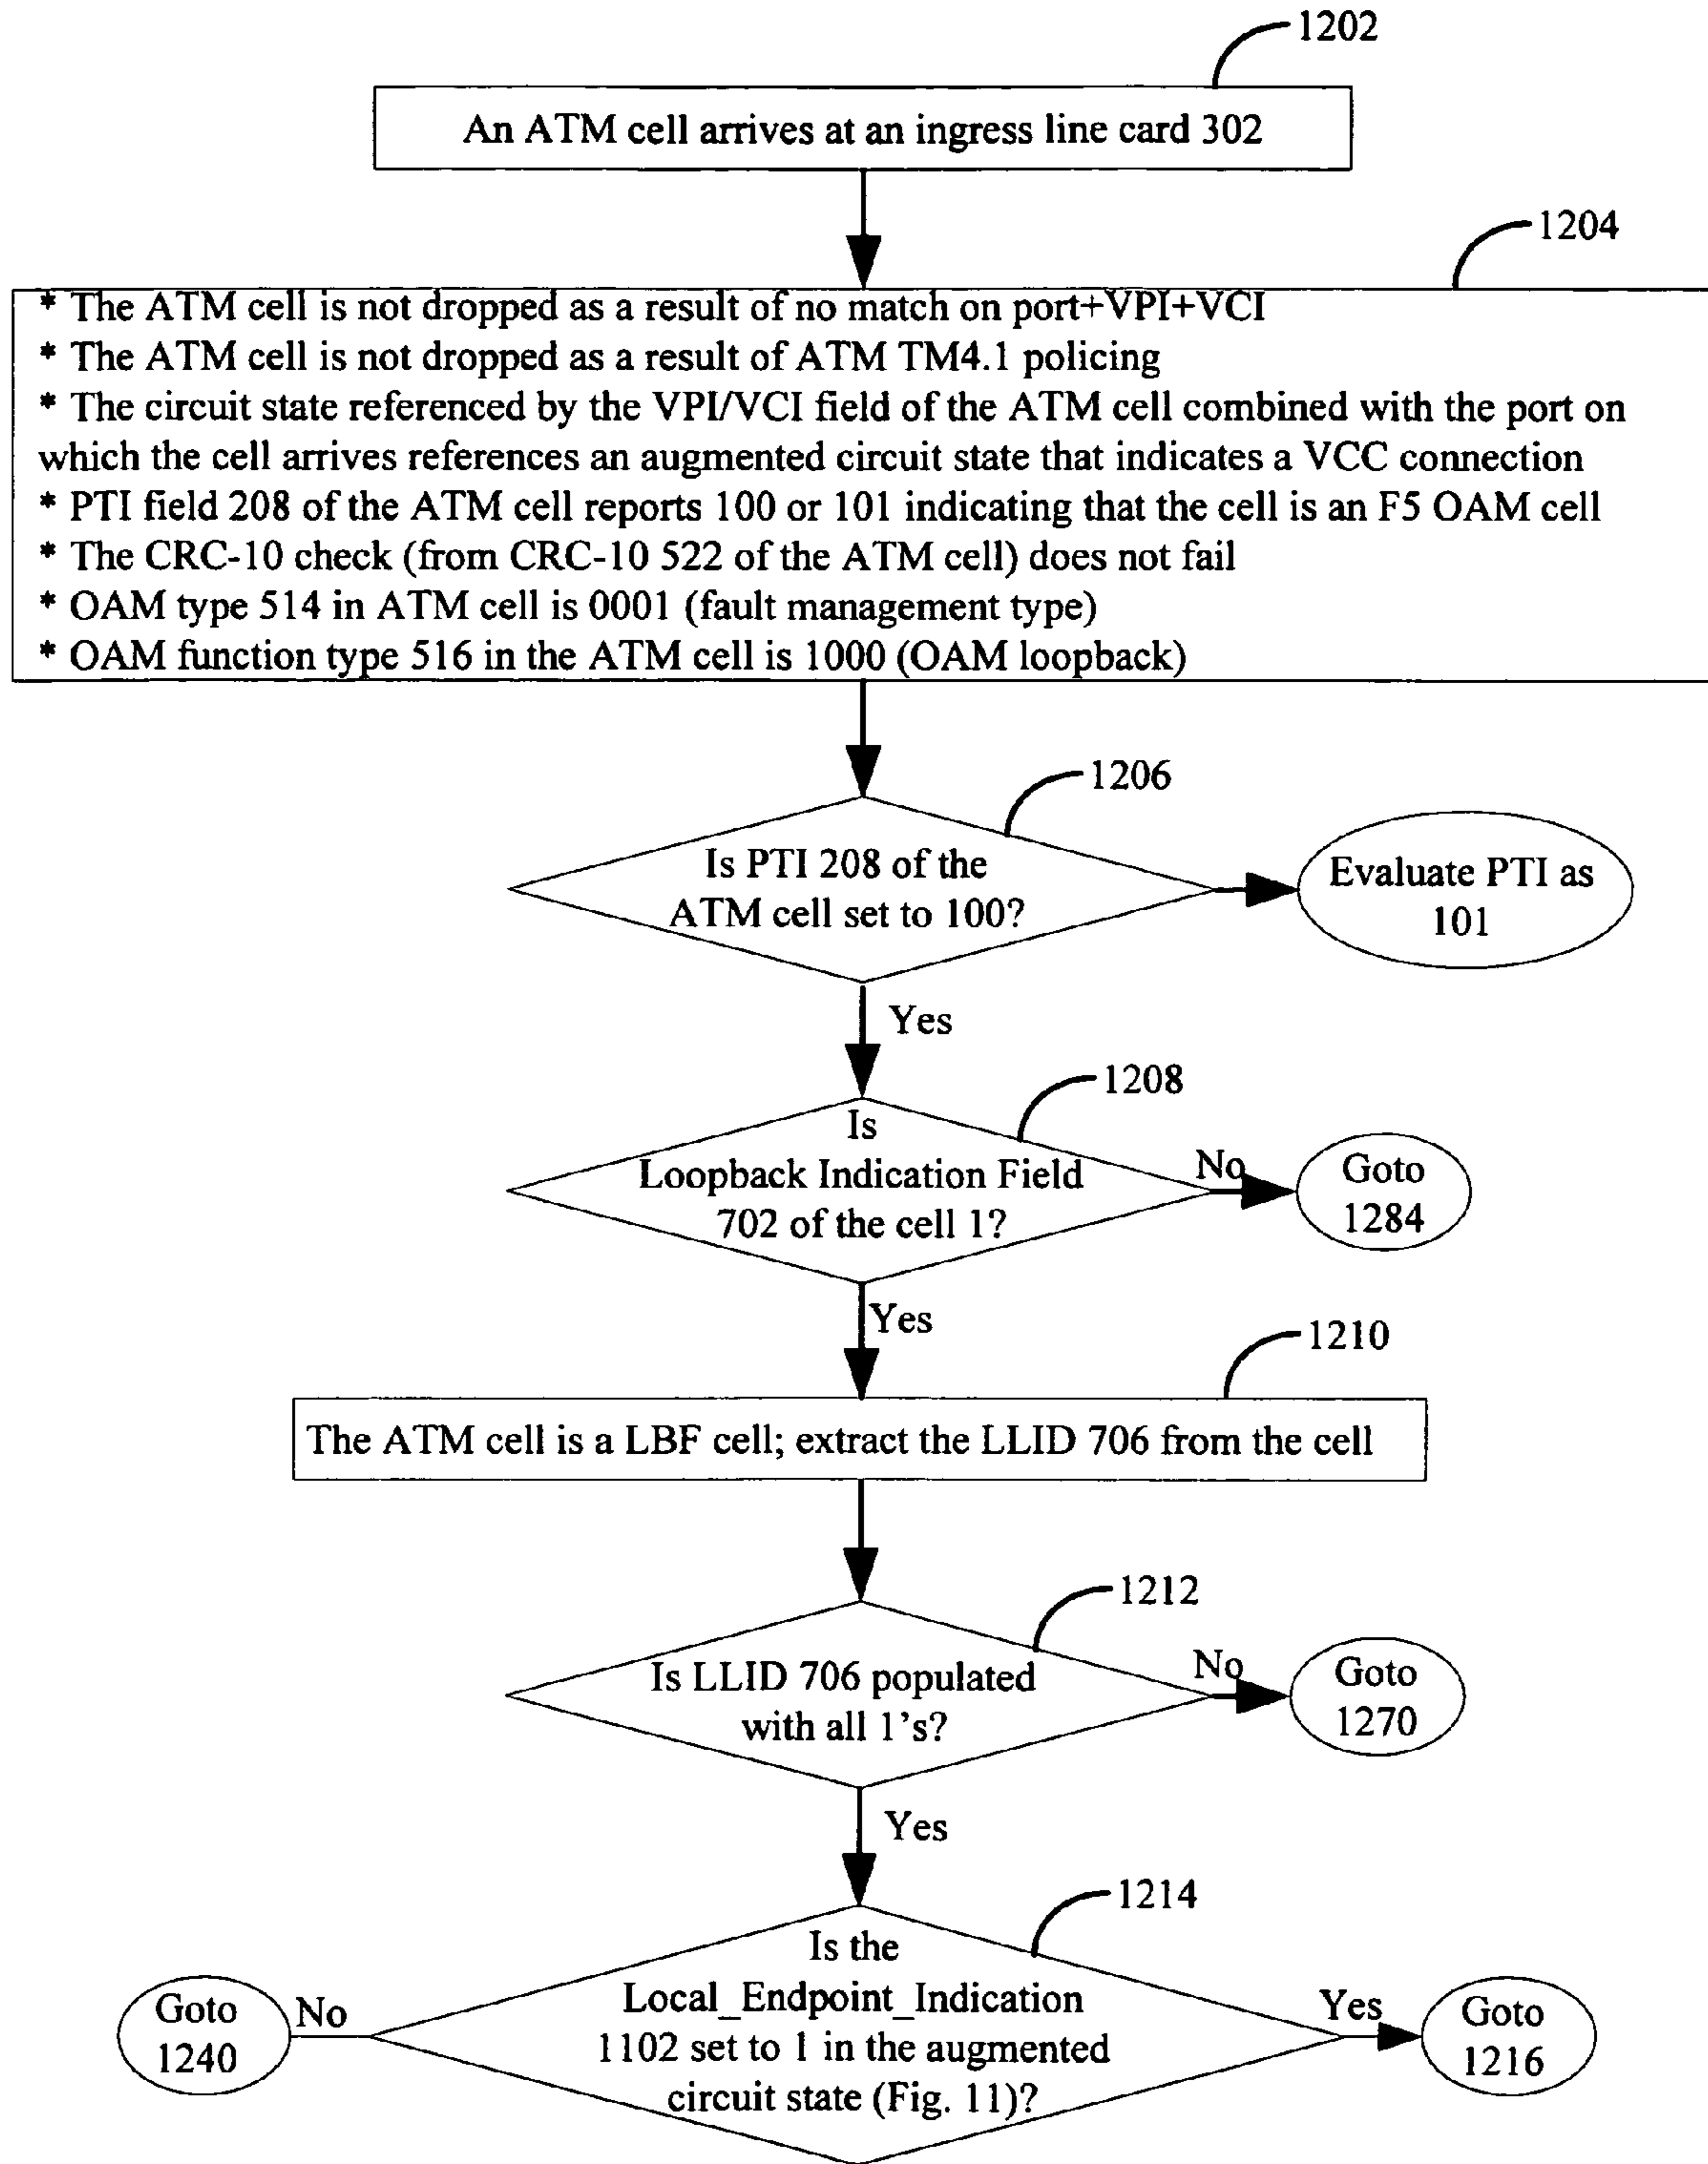 1202
An ATM cell arrives at an ingress line card 302
1204
* The ATM cell is not dropped as a result of no match on port+VPI+VCI
* The ATM cell is not dropped as a result of ATM TM4.1 policing
* The circuit state referenced by the VPI/VCI field of the ATM cell combined with the port on
which the cell arrives references an augmented circuit state that indicates a VCC connection
* PTI field 208 of the ATM cell reports 100 or 101 indicating that the cell is an F5 OAM cell
* The CRC-10 check (from CRC-10 522 of the ATM cell) does not fail
* OAM type 514 in ATM cell is 0001 (fault management type)
* OAM function type 516 in the ATM cell is 1000 (OAM loopback)
1206
Is PTI 208 of the
ATM cell set to 100?
Evaluate PTI as
101
Yes
1208
Is
Loopback Indication Field
702 of the cell 1?
No
Goto
1284
Yes
1210
The ATM cell is a LBF cell; extract the LLID 706 from the cell
1212
Is LLID 706 populated
with all 1's?
No
Goto
1270
Yes
1214
Is the
Local_Endpoint_Indication
1102 set to 1 in the augmented
circuit state (Fig. 11)?
No
Goto
1240
Yes
Goto
1216